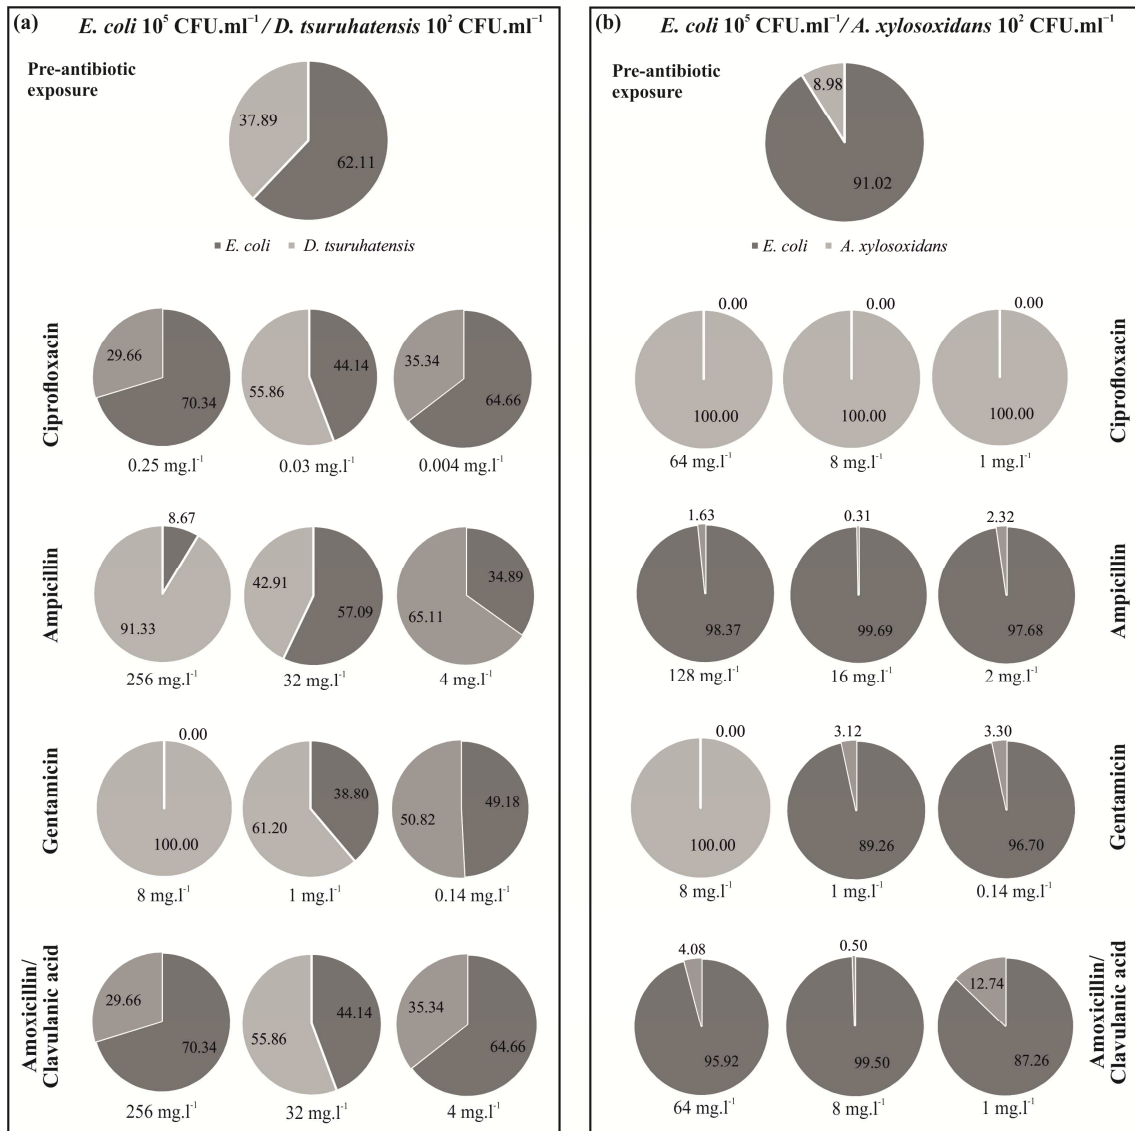 (a) E. coli 10⁵ CFU.ml⁻¹ / D. tsuruhatensis 10² CFU.ml⁻¹
Pre-antibiotic
exposure
37.89
62.11
E. coli D. tsuruhatensis
Ciprofloxacin
29.66
70.34
55.86
44.14
35.34
64.66
0.25 mg.l⁻¹ 0.03 mg.l⁻¹ 0.004 mg.l⁻¹
Ampicillin
8.67
91.33
42.91
57.09
34.89
65.11
256 mg.l⁻¹ 32 mg.l⁻¹ 4 mg.l⁻¹
Gentamicin
0.00
100.00
38.80
61.20
50.82
49.18
8 mg.l⁻¹ 1 mg.l⁻¹ 0.14 mg.l⁻¹
Amoxicillin/
Clavulanic acid
29.66
70.34
55.86
44.14
35.34
64.66
256 mg.l⁻¹ 32 mg.l⁻¹ 4 mg.l⁻¹
(b) E. coli 10⁵ CFU.ml⁻¹ / A. xylosoxidans 10² CFU.ml⁻¹
Pre-antibiotic
exposure
8.98
91.02
E. coli A. xylosoxidans
Ciprofloxacin
0.00 0.00 0.00
100.00 100.00 100.00
64 mg.l⁻¹ 8 mg.l⁻¹ 1 mg.l⁻¹
Ampicillin
1.63 0.31 2.32
98.37 99.69 97.68
128 mg.l⁻¹ 16 mg.l⁻¹ 2 mg.l⁻¹
Gentamicin
0.00 3.12 3.30
100.00 89.26 96.70
8 mg.l⁻¹ 1 mg.l⁻¹ 0.14 mg.l⁻¹
Amoxicillin/
Clavulanic acid
4.08 0.50 12.74
95.92 99.50 87.26
64 mg.l⁻¹ 8 mg.l⁻¹ 1 mg.l⁻¹